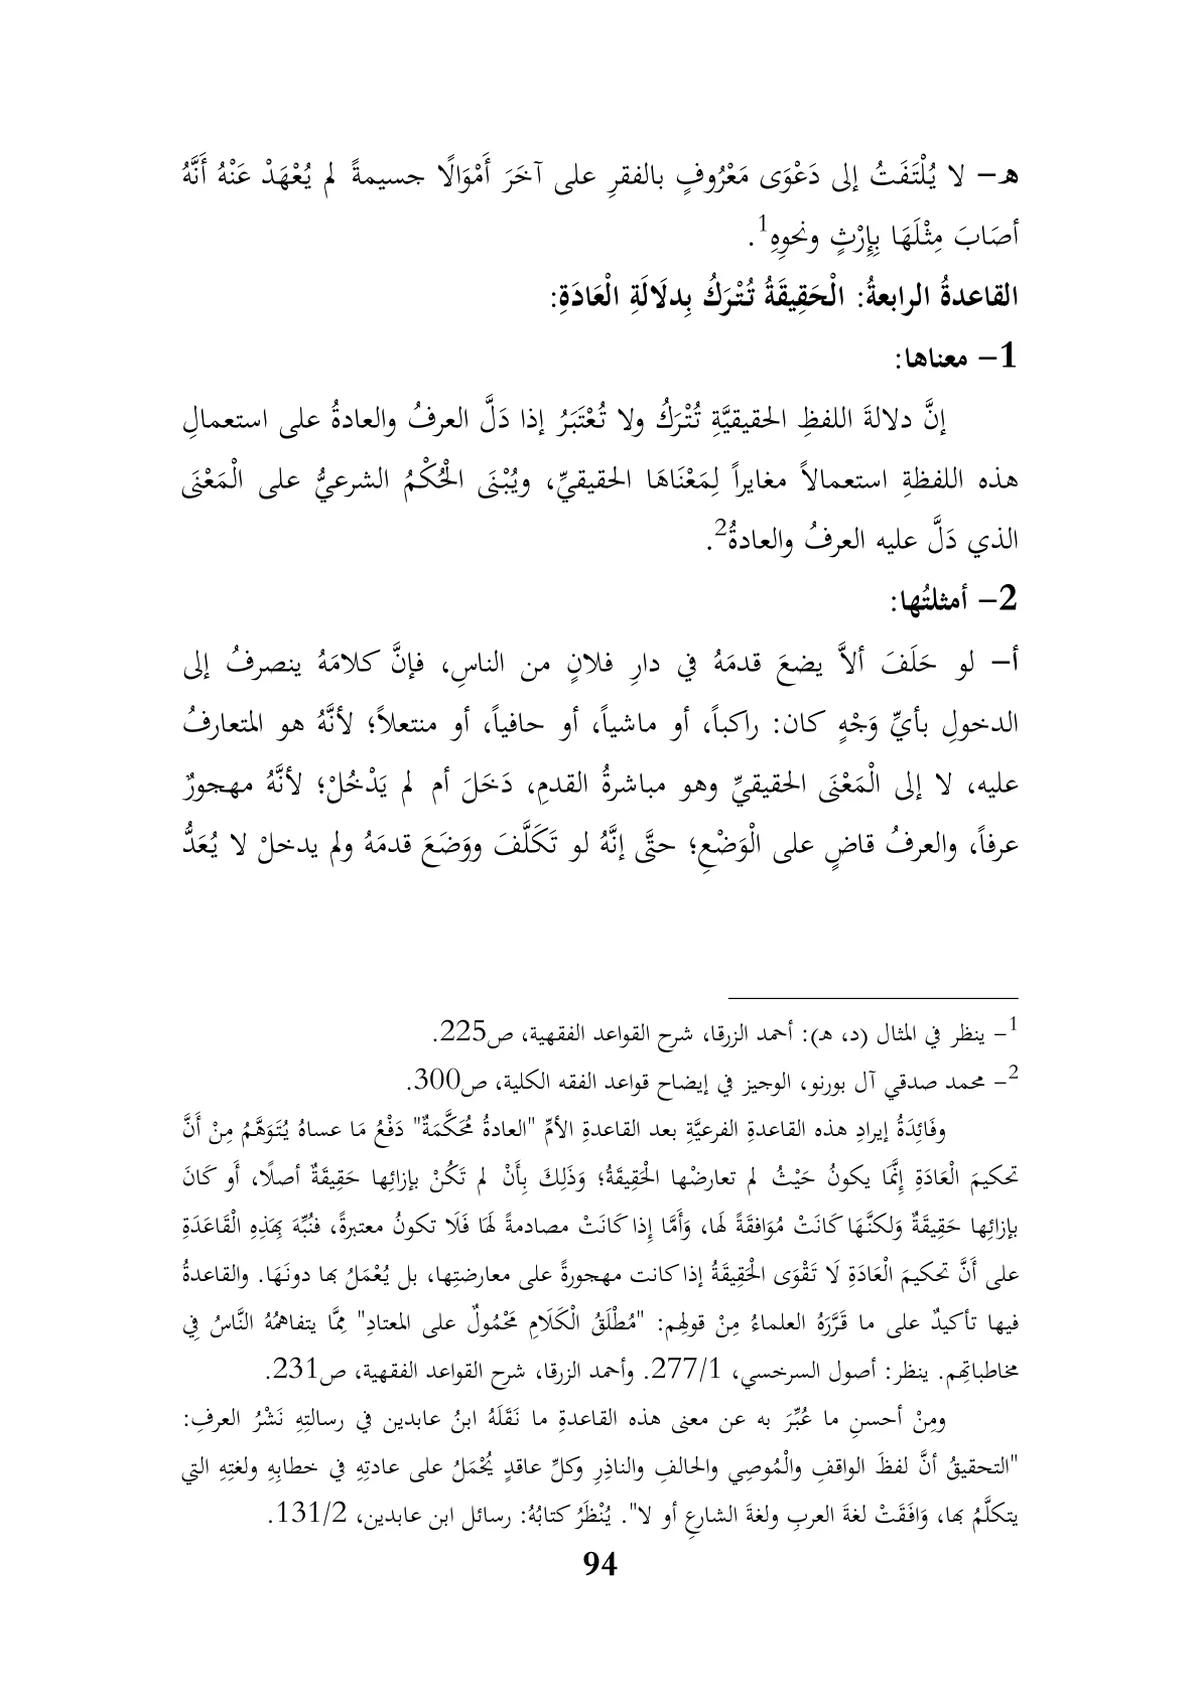 هـ- لا يُلْتَفَتُ إلى دَعْوَى مَعْرُوفٍ بالفقرِ على آخَرَ أَمْوَالًا جسيمةً لم يُعْهَدْ عَنْهُ أَنَّهُ
أصَابَ مِثْلَهَا بِإِرْثٍ ونحوِهِ1.
القاعدةُ الرابعةُ: الْحَقِيقَةُ تُتْرَكُ بِدلَالَةِ الْعَادَةِ:
1- معناها:
إنَّ دلالةَ اللفظِ الحقيقيَّةِ تُتْرَكُ ولا تُعْتَبَرُ إذا دَلَّ العرفُ والعادةُ على استعمالِ
هذه اللفظةِ استعمالاً مغايراً لِمَعْنَاهَا الحقيقيِّ، ويُبْنَى الْحُكْمُ الشرعيُّ على الْمَعْنَى
الذي دَلَّ عليه العرفُ والعادةُ2.
2- أمثلتُها:
أ- لو حَلَفَ ألاَّ يضعَ قدمَهُ في دارِ فلانٍ من الناسِ، فإنَّ كلامَهُ ينصرفُ إلى
الدخولِ بأيِّ وَجْهٍ كان: راكباً، أو ماشياً، أو حافياً، أو منتعلاً؛ لأنَّهُ هو المتعارفُ
عليه، لا إلى الْمَعْنَى الحقيقيِّ وهو مباشرةُ القدمِ، دَخَلَ أم لم يَدْخُلْ؛ لأنَّهُ مهجورٌ
عرفاً، والعرفُ قاضٍ على الْوَضْعِ؛ حتَّى إنَّهُ لو تَكَلَّفَ ووَضَعَ قدمَهُ ولم يدخلْ لا يُعَدُّ
1- ينظر في المثال (د، هـ): أحمد الزرقا، شرح القواعد الفقهية، ص225.
2- محمد صدقي آل بورنو، الوجيز في إيضاح قواعد الفقه الكلية، ص300.
وفَائِدَةُ إيرادِ هذه القاعدةِ الفرعيَّةِ بعد القاعدةِ الأمِّ "العادةُ مُحَكَّمَةٌ" دَفْعُ مَا عساهُ يُتَوَهَّمُ مِنْ أَنَّ
تحكيمَ الْعَادَةِ إِنَّمَا يكونُ حَيْثُ لم تعارضْها الْحَقِيقَةُ؛ وَذَلِكَ بِأَنْ لم تَكُنْ بإزائِها حَقِيقَةٌ أصلًا، أَو كَانَ
بإزائِها حَقِيقَةٌ وَلكنَّهَا كَانَتْ مُوَافقَةً لَهَا، وَأَمَّا إِذا كَانَتْ مصادمةً لَهَا فَلَا تكونُ معتبرةً، فنُبِّهَ بِهَذِهِ الْقَاعَدَةِ
على أَنَّ تحكيمَ الْعَادَةِ لَا تَقْوَى الْحَقِيقَةُ إذا كانت مهجورةً على معارضتِها، بل يُعْمَلُ بها دونَهَا. والقاعدةُ
فيها تأكيدٌ على ما قَرَّرَهُ العلماءُ مِنْ قولِهم: "مُطْلَقُ الْكَلَامِ مَحْمُولٌ على المعتادِ" مِمَّا يتفاهَمُهُ النَّاسُ فِي
مخاطباتِهم. ينظر: أصول السرخسي، 277/1. وأحمد الزرقا، شرح القواعد الفقهية، ص231.
ومِنْ أحسنِ ما عُبِّرَ به عن معنى هذه القاعدةِ ما نَقَلَهُ ابنُ عابدين في رسالتِهِ نَشْرُ العرفِ:
"التحقيقُ أنَّ لفظَ الواقفِ والْمُوصِي والحالفِ والناذِرِ وكلِّ عاقدٍ يُحْمَلُ على عادتِهِ في خطابِهِ ولغتِهِ التي
يتكلَّمُ بها، وَافَقَتْ لغةَ العربِ ولغةَ الشارعِ أو لا". يُنْظَرُ كتابُهُ: رسائل ابن عابدين، 131/2.
94